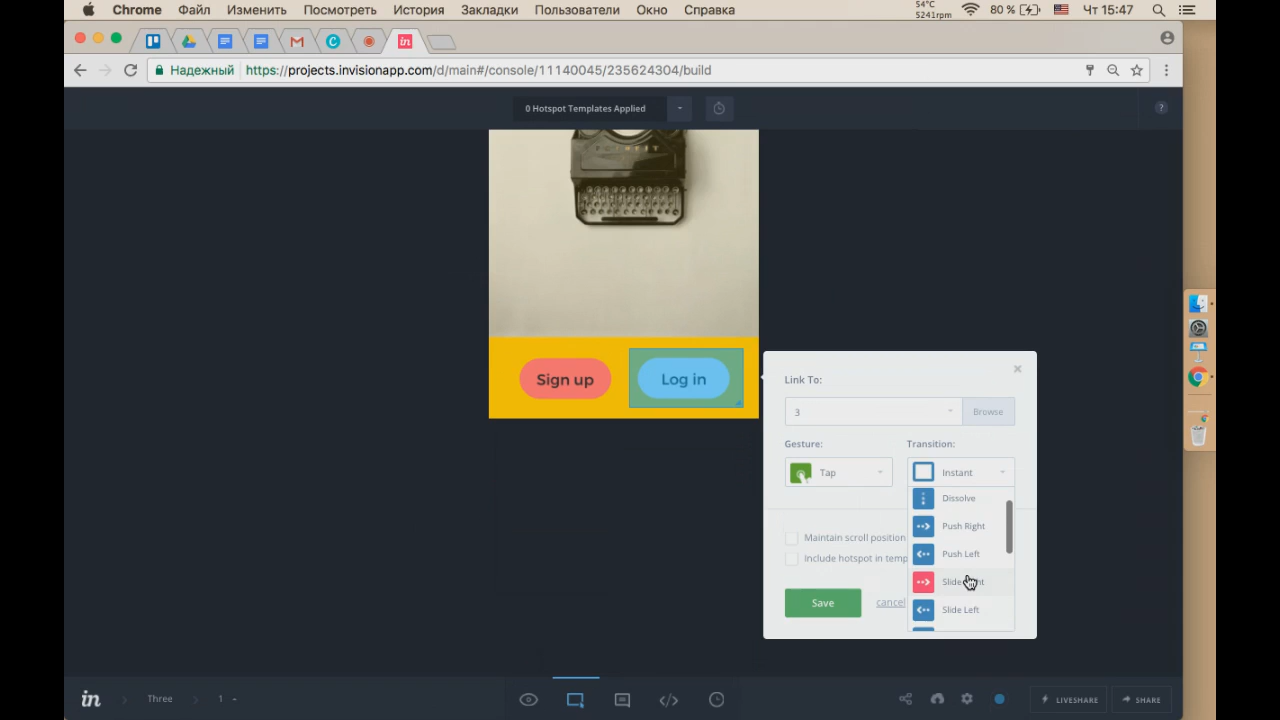 Chrome Файл Изменить Посмотреть История Закладки Пользователи Окно Справка 54°C 5241rpm 80 % Чт 15:47
in
Надежный https://projects.invisionapp.com/d/main#/console/11140045/235624304/build
0 Hotspot Templates Applied ?
Sign up Log in
Link To:
3 Browse
Gesture: Transition:
Tap Instant
Dissolve
Push Right
Maintain scroll position
Push Left
Include hotspot in temp
Slide
Save cancel Slide Left
in Three 1 LIVESHARE SHARE